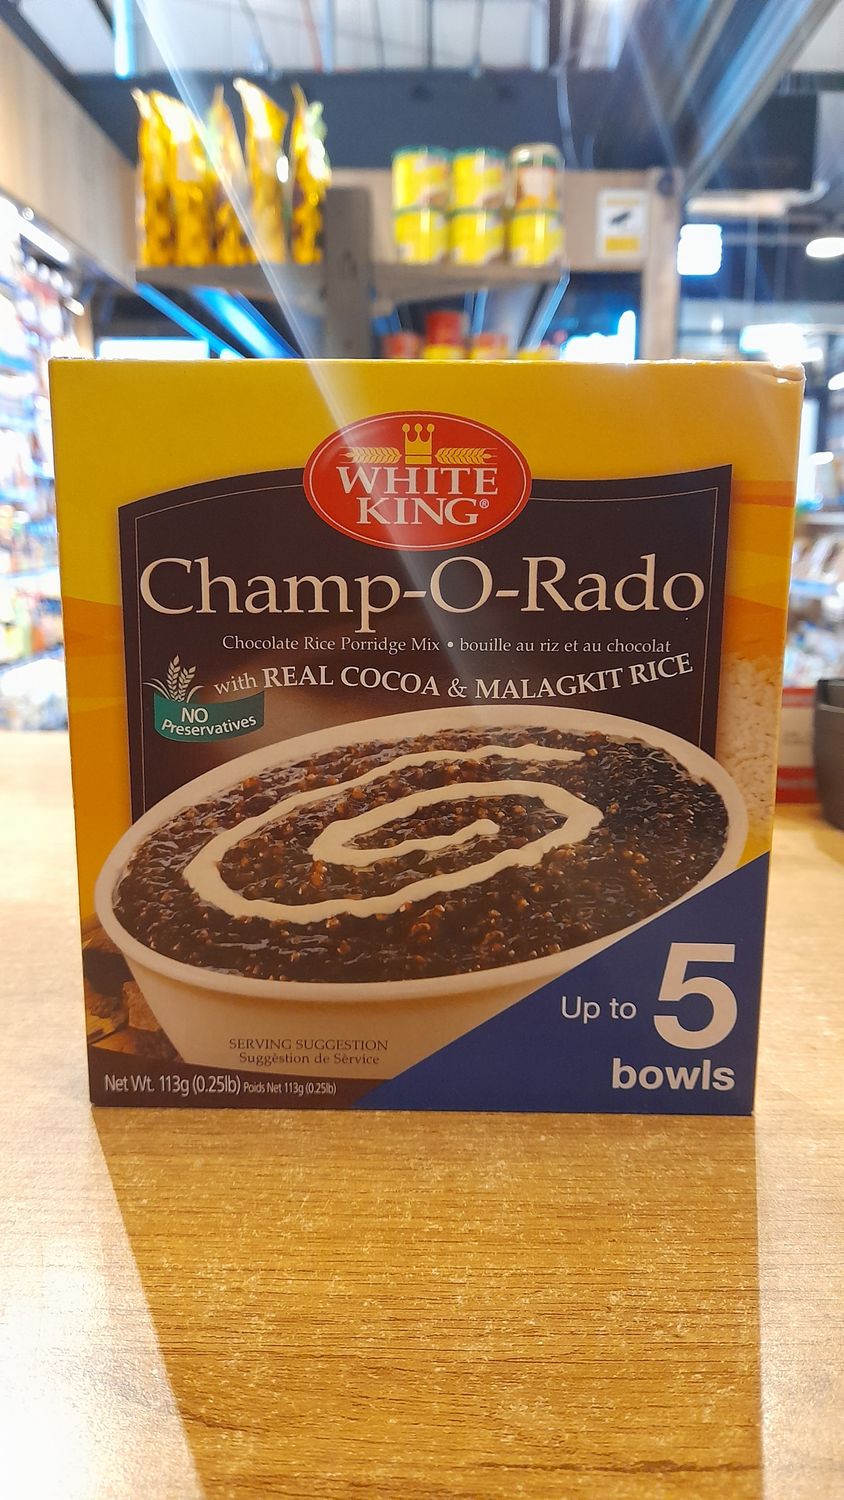 WHITE
KING®
Champ-O-Rado
Chocolate Rice Porridge Mix • bouille au riz et au chocolat
with REAL COCOA & MALAGKIT RICE
NO
Preservatives
Up to 5
bowls
SERVING SUGGESTION
Suggèstion de Sèrvice
Net Wt. 113g (0.25lb) Poids Net 113g (0.25lb)